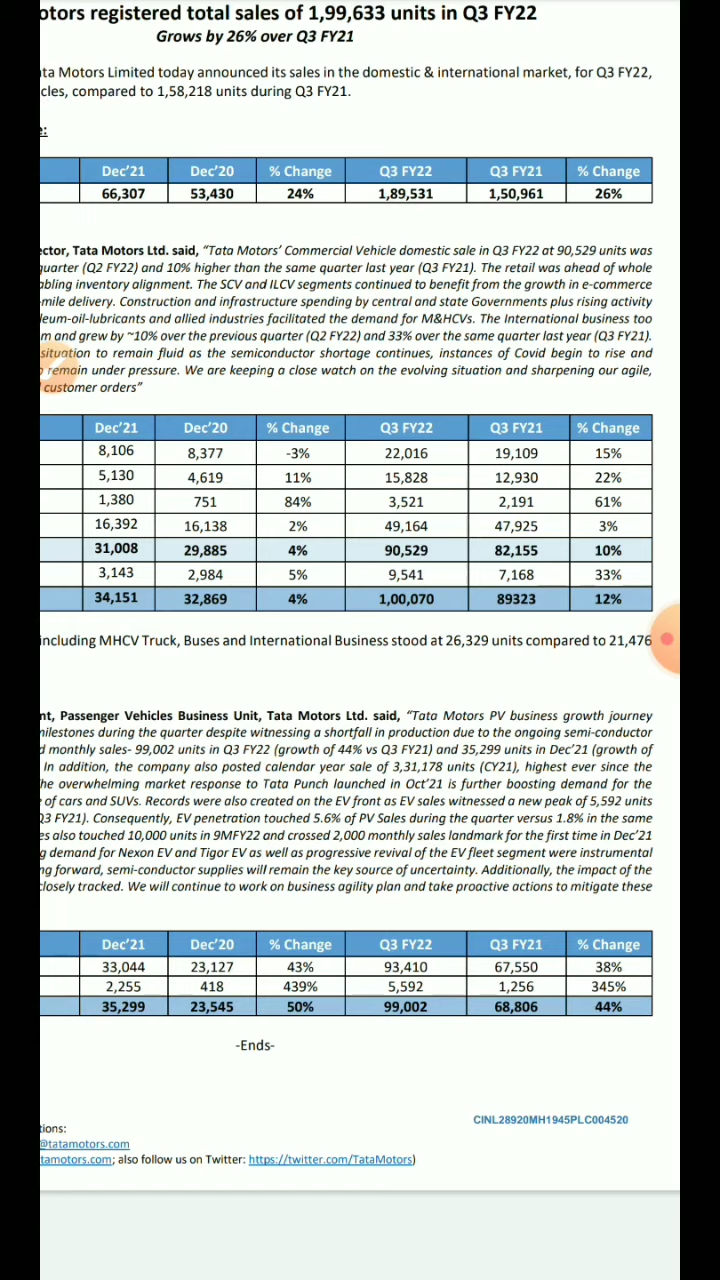 otors registered total sales of 1,99,633 units in Q3 FY22
Grows by 26% over Q3 FY21
ta Motors Limited today announced its sales in the domestic & international market, for Q3 FY22,
cles, compared to 1,58,218 units during Q3 FY21.
e:
Dec'21 Dec'20 % Change Q3 FY22 Q3 FY21 % Change
66,307 53,430 24% 1,89,531 1,50,961 26%
ector, Tata Motors Ltd. said, “Tata Motors' Commercial Vehicle domestic sale in Q3 FY22 at 90,529 units was
quarter (Q2 FY22) and 10% higher than the same quarter last year (Q3 FY21). The retail was ahead of whole
bling inventory alignment. The SCV and ILCV segments continued to benefit from the growth in e-commerce
-mile delivery. Construction and infrastructure spending by central and state Governments plus rising activity
leum-oil-lubricants and allied industries facilitated the demand for M&HCVs. The International business too
m and grew by ~10% over the previous quarter (Q2 FY22) and 33% over the same quarter last year (Q3 FY21).
situation to remain fluid as the semiconductor shortage continues, instances of Covid begin to rise and
remain under pressure. We are keeping a close watch on the evolving situation and sharpening our agile,
customer orders”
Dec'21 Dec'20 % Change Q3 FY22 Q3 FY21 % Change
8,106 8,377 -3% 22,016 19,109 15%
5,130 4,619 11% 15,828 12,930 22%
1,380 751 84% 3,521 2,191 61%
16,392 16,138 2% 49,164 47,925 3%
31,008 29,885 4% 90,529 82,155 10%
3,143 2,984 5% 9,541 7,168 33%
34,151 32,869 4% 1,00,070 89323 12%
including MHCV Truck, Buses and International Business stood at 26,329 units compared to 21,476
nt, Passenger Vehicles Business Unit, Tata Motors Ltd. said, “Tata Motors PV business growth journey
milestones during the quarter despite witnessing a shortfall in production due to the ongoing semi-conductor
d monthly sales- 99,002 units in Q3 FY22 (growth of 44% vs Q3 FY21) and 35,299 units in Dec'21 (growth of
In addition, the company also posted calendar year sale of 3,31,178 units (CY21), highest ever since the
he overwhelming market response to Tata Punch launched in Oct'21 is further boosting demand for the
of cars and SUVs. Records were also created on the EV front as EV sales witnessed a new peak of 5,592 units
Q3 FY21). Consequently, EV penetration touched 5.6% of PV Sales during the quarter versus 1.8% in the same
es also touched 10,000 units in 9MFY22 and crossed 2,000 monthly sales landmark for the first time in Dec'21
g demand for Nexon EV and Tigor EV as well as progressive revival of the EV fleet segment were instrumental
ng forward, semi-conductor supplies will remain the key source of uncertainty. Additionally, the impact of the
closely tracked. We will continue to work on business agility plan and take proactive actions to mitigate these
Dec'21 Dec'20 % Change Q3 FY22 Q3 FY21 % Change
33,044 23,127 43% 93,410 67,550 38%
2,255 418 439% 5,592 1,256 345%
35,299 23,545 50% 99,002 68,806 44%
-Ends-
CINL28920MH1945PLC004520
tions:
@tatamotors.com
tamotors.com; also follow us on Twitter: https://twitter.com/TataMotors)